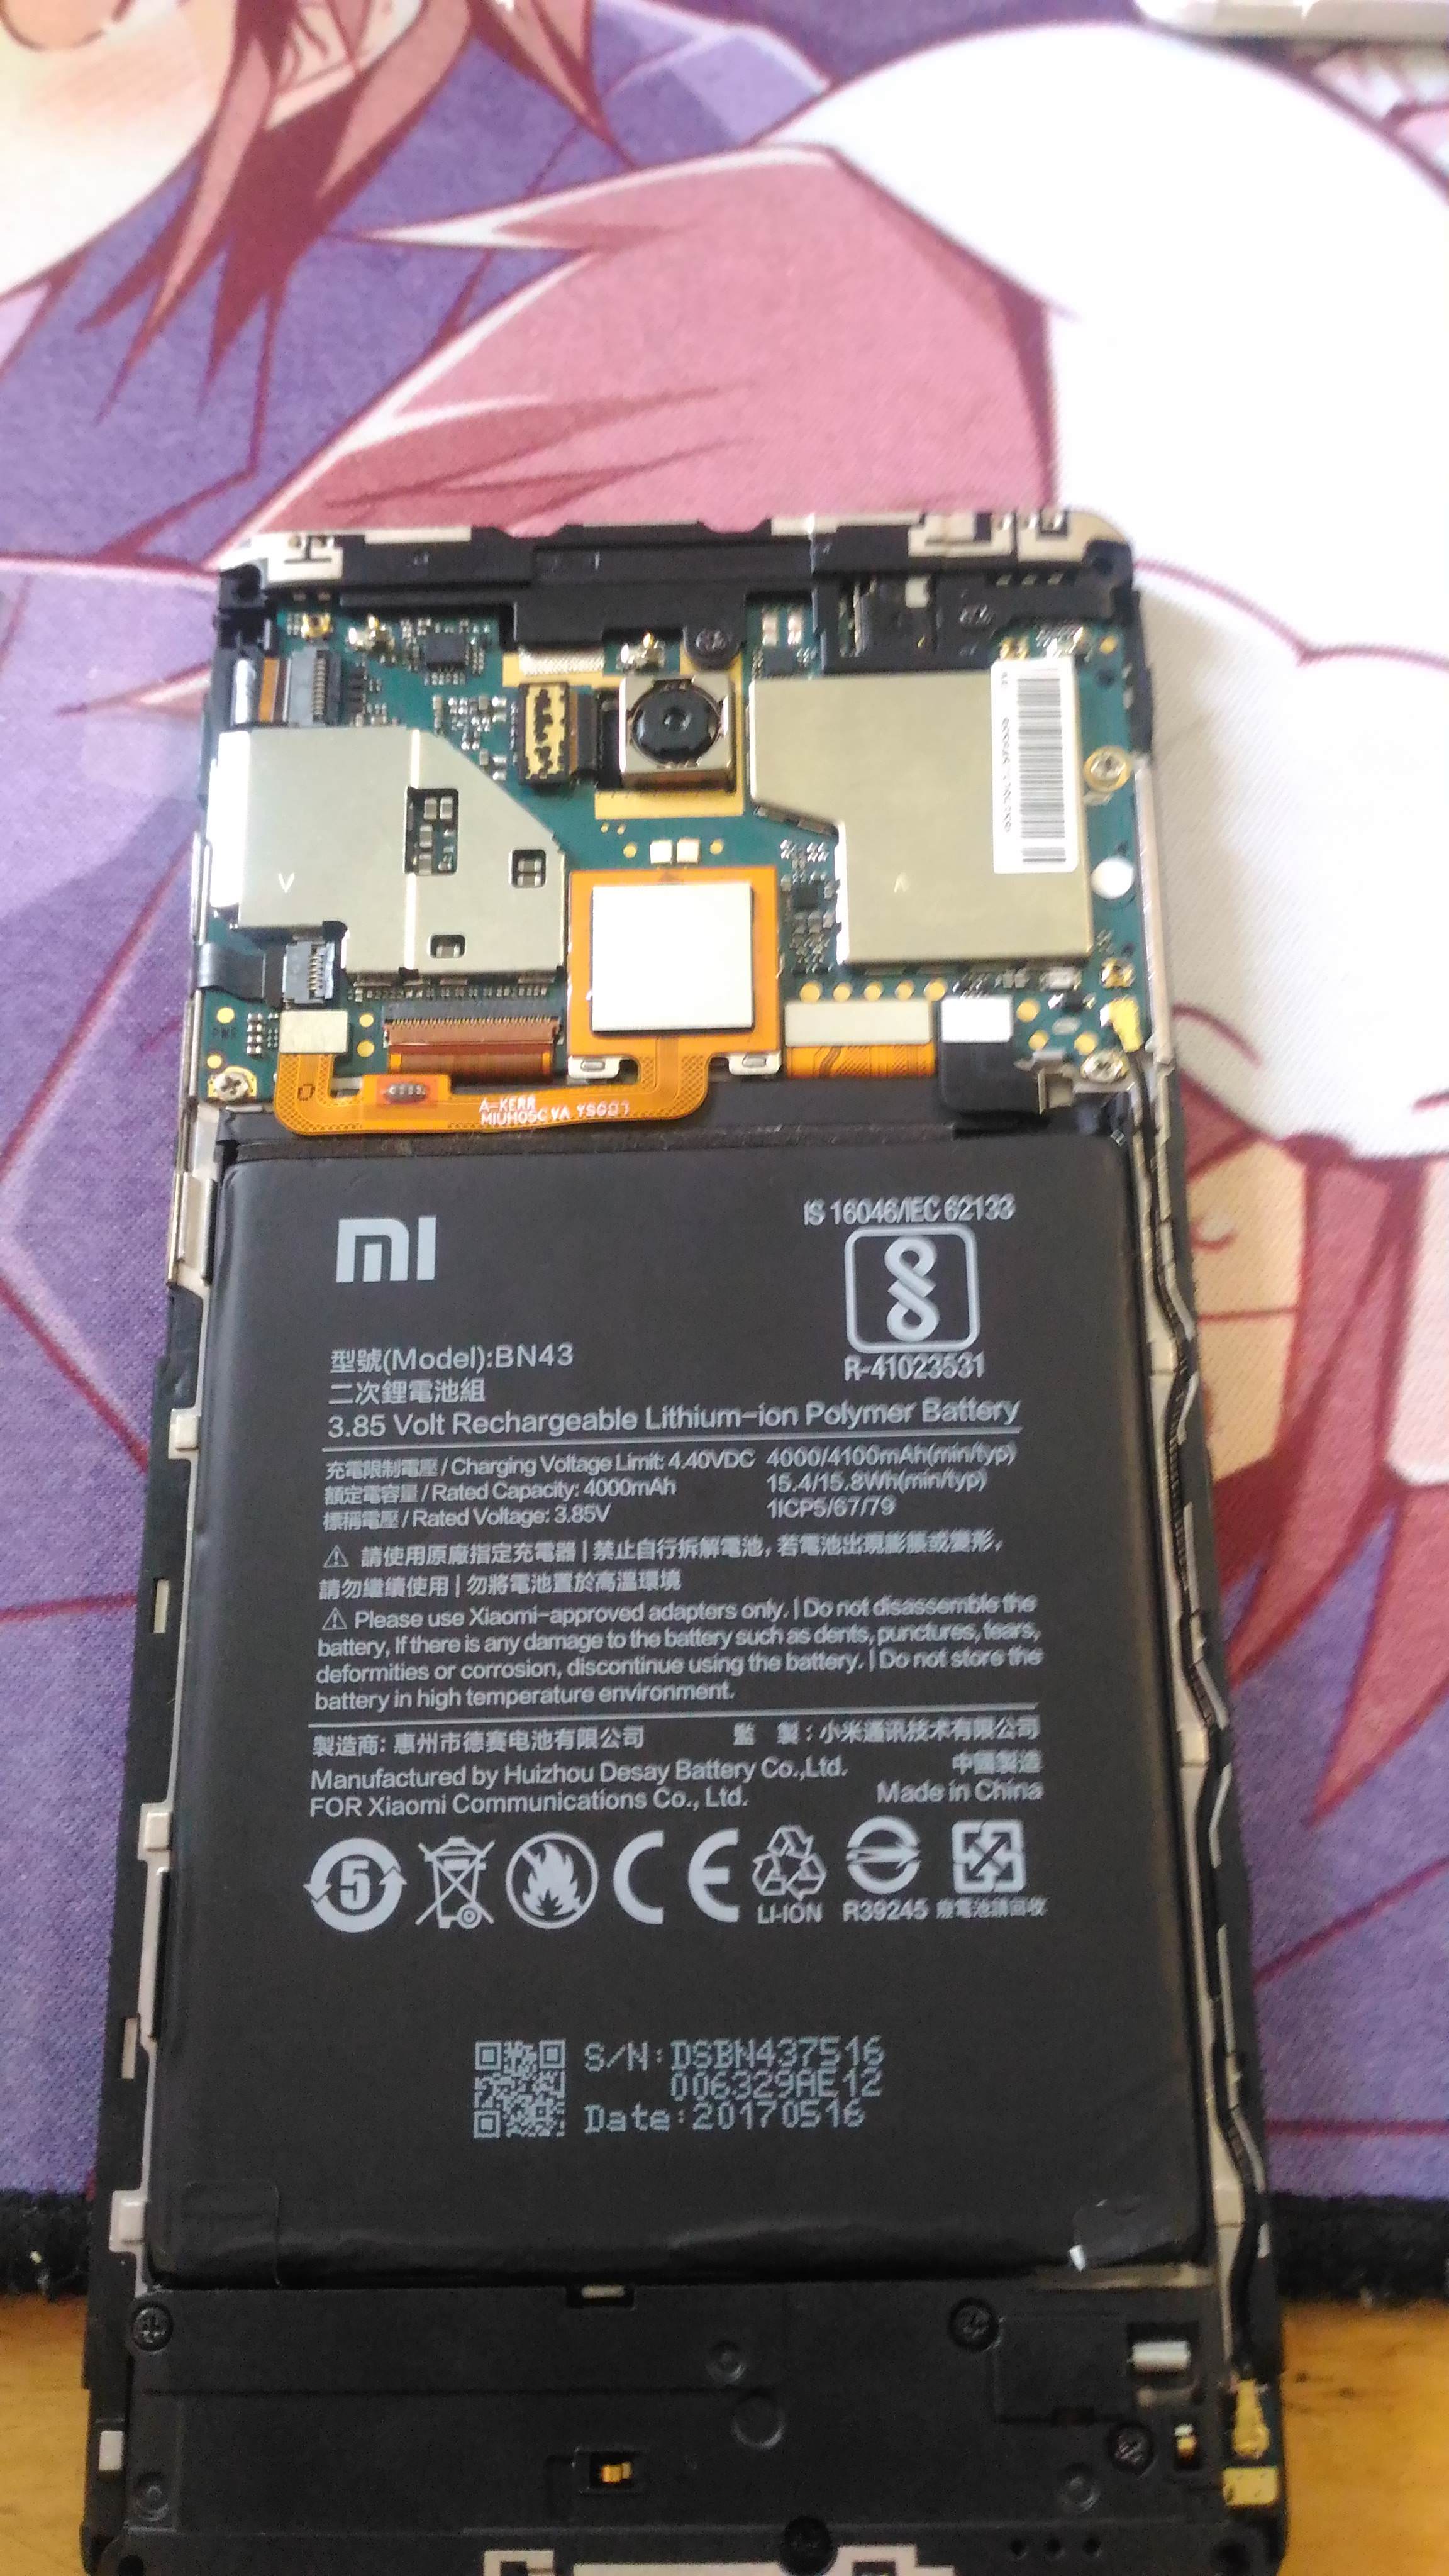 A-KERR
MIUH05C VA YS007
MI
IS 16046/IEC 62133
R-41023531
型號(Model):BN43
二次鋰電池組
3.85 Volt Rechargeable Lithium-ion Polymer Battery
充電限制電壓 / Charging Voltage Limit: 4.40VDC 4000/4100mAh(min/typ)
額定電容量 / Rated Capacity: 4000mAh 15.4/15.8Wh(min/typ)
標稱電壓 / Rated Voltage: 3.85V 1ICP5/67/79
請使用原廠指定充電器 | 禁止自行拆解電池，若電池出現膨脹或變形，
請勿繼續使用 | 勿將電池置於高溫環境
Please use Xiaomi-approved adapters only. | Do not disassemble the
battery, If there is any damage to the battery such as dents, punctures, tears,
deformities or corrosion, discontinue using the battery. | Do not store the
battery in high temperature environment.
製造商: 惠州市德赛电池有限公司 監 製：小米通讯技术有限公司
Manufactured by Huizhou Desay Battery Co.,Ltd. 中國製造
FOR Xiaomi Communications Co., Ltd. Made in China
5 CE LI-ION R39245 廢電池請回收
S/N:DSBN437516
006329AE12
Date:20170516